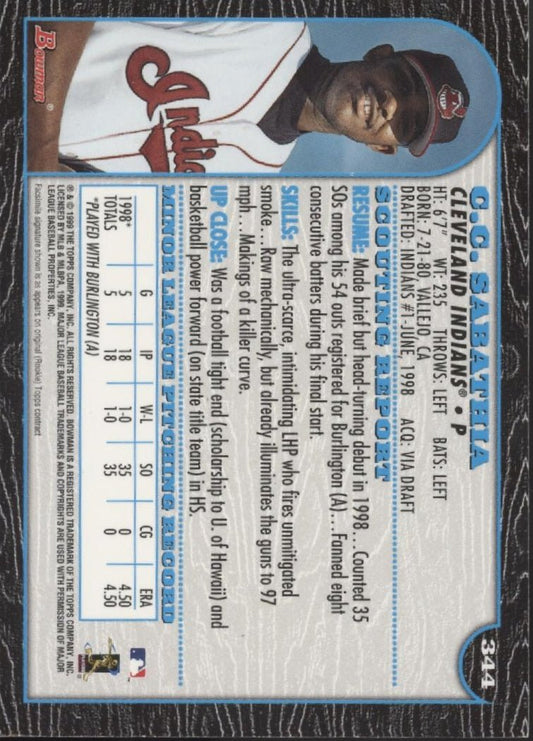 344
C.C. SABATHIA
CLEVELAND INDIANS® • P
HT: 6'7" WT: 235 THROWS: LEFT BATS: LEFT
BORN: 7-21-80, VALLEJO, CA
DRAFTED: INDIANS #1-JUNE, 1998 ACQ: VIA DRAFT
SCOUTING REPORT
RESUME: Made brief but head-turning debut in 1998... Counted 35
SOs among his 54 outs registered for Burlington (A)... Fanned eight
consecutive batters during his final start.
SKILLS: The ultra-scarce, intimidating LHP who fires unmitigated
smoke... Raw mechanically, but already illuminates the guns to 97
mph... Makings of a killer curve.
UP CLOSE: Was a football tight end (scholarship to U. of Hawaii) and
basketball power forward (on state title team) in HS.
MINOR LEAGUE PITCHING RECORD
G IP W-L SO CG ERA
1998* 5 18 1-0 35 0 4.50
TOTALS 5 18 1-0 35 0 4.50
*PLAYED WITH BURLINGTON (A)
® & © 1999 THE TOPPS COMPANY, INC. ALL RIGHTS RESERVED. BOWMAN IS A REGISTERED TRADEMARK OF THE TOPPS COMPANY, INC.
LICENSED BY MLB & MLBPA, 1999. MAJOR LEAGUE BASEBALL TRADEMARKS AND COPYRIGHTS ARE USED WITH PERMISSION OF MAJOR
LEAGUE BASEBALL PROPERTIES, INC.
Facsimile signature shown is as appears on original (Rookie) Topps contract
Indians
Bowman®